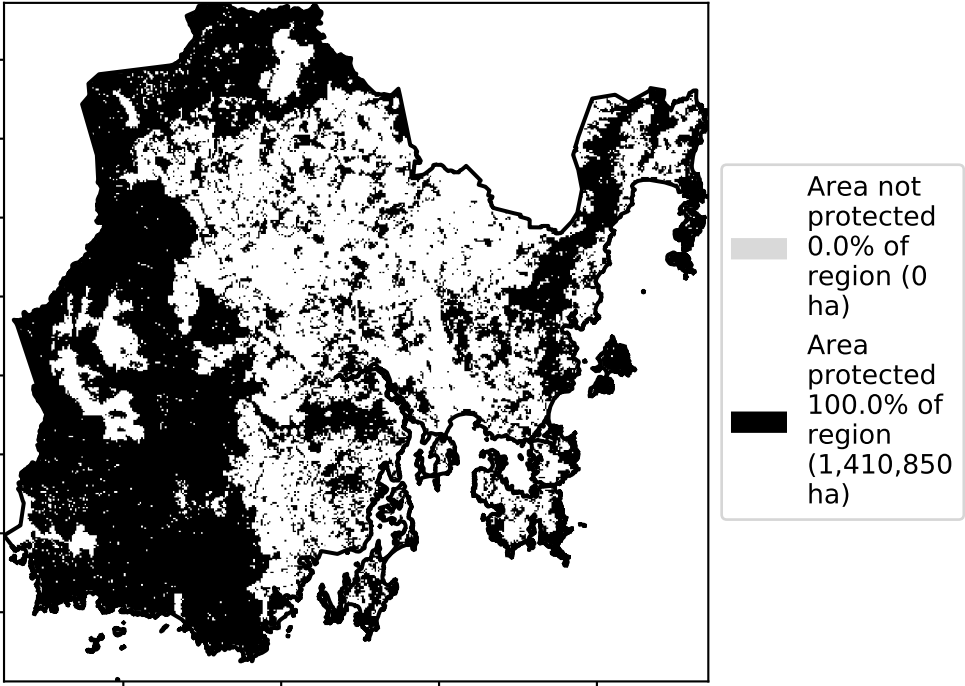 Area not
protected
0.0% of
region (0
ha)
Area
protected
100.0% of
region
(1,410,850
ha)